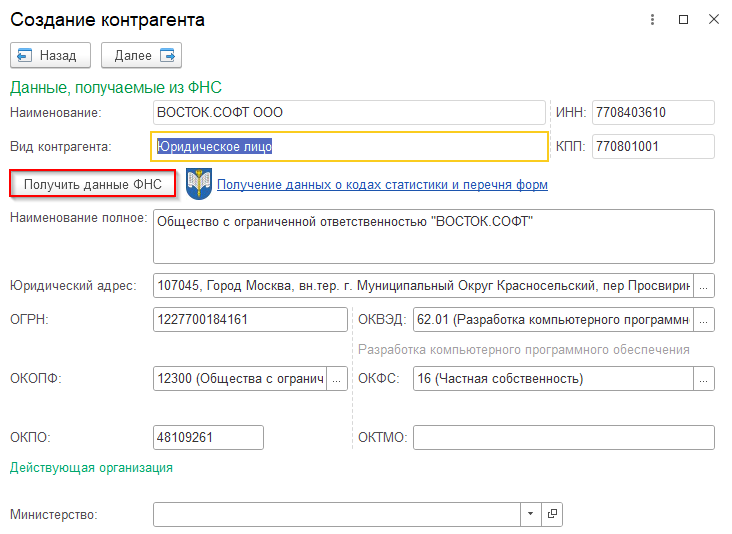 Создание контрагента
Назад Далее
Данные, получаемые из ФНС
Наименование: ВОСТОК.СОФТ ООО ИНН: 7708403610
Вид контрагента: Юридическое лицо КПП: 770801001
Получить данные ФНС Получение данных о кодах статистики и перечня форм
Наименование полное: Общество с ограниченной ответственностью "ВОСТОК.СОФТ"
Юридический адрес: 107045, Город Москва, вн.тер. г. Муниципальный Округ Красносельский, пер Просвирин ...
ОГРН: 1227700184161 ОКВЭД: 62.01 (Разработка компьютерного программн ...
Разработка компьютерного программного обеспечения
ОКОПФ: 12300 (Общества с огранич ... ОКФС: 16 (Частная собственность) ...
ОКПО: 48109261 ОКТМО:
Действующая организация
Министерство: